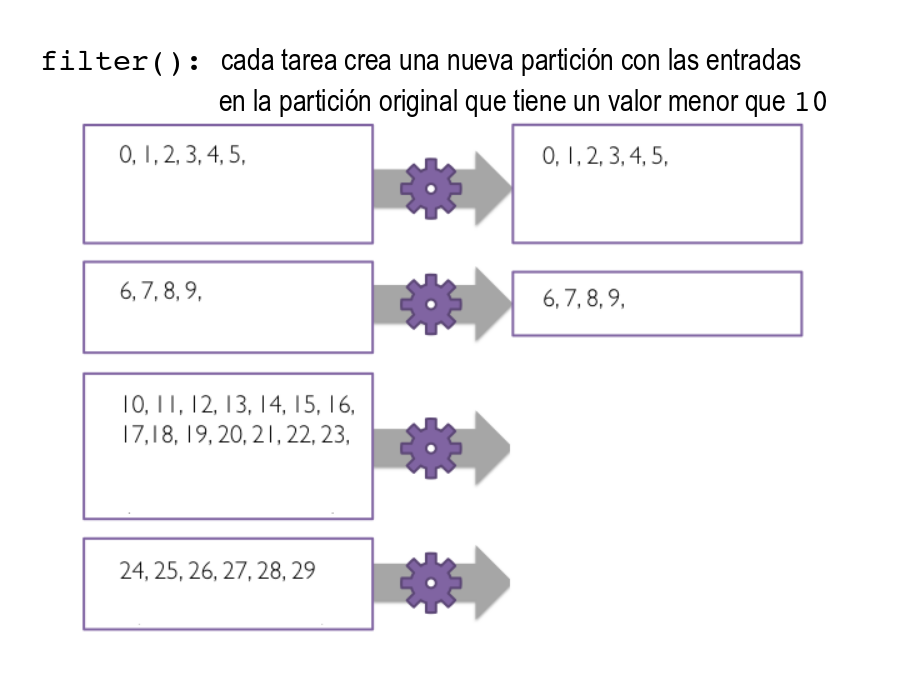 filter(): cada tarea crea una nueva partición con las entradas
en la partición original que tiene un valor menor que 10
0, 1, 2, 3, 4, 5,
0, 1, 2, 3, 4, 5,
6, 7, 8, 9,
6, 7, 8, 9,
10, 11, 12, 13, 14, 15, 16,
17,18, 19, 20, 21, 22, 23,
24, 25, 26, 27, 28, 29